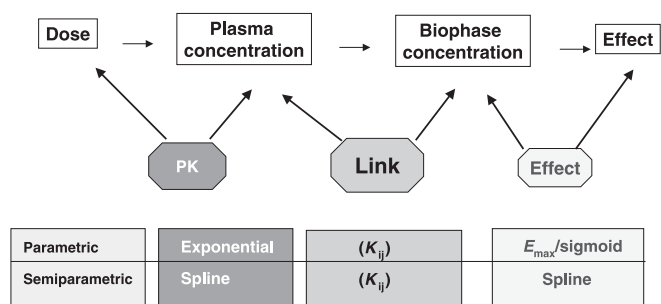 Dose
Plasma
concentration
Biophase
concentration
Effect
PK
Link
Effect
Parametric
Exponential
(Kij)
Emax/sigmoid
Semiparametric
Spline
(Kij)
Spline